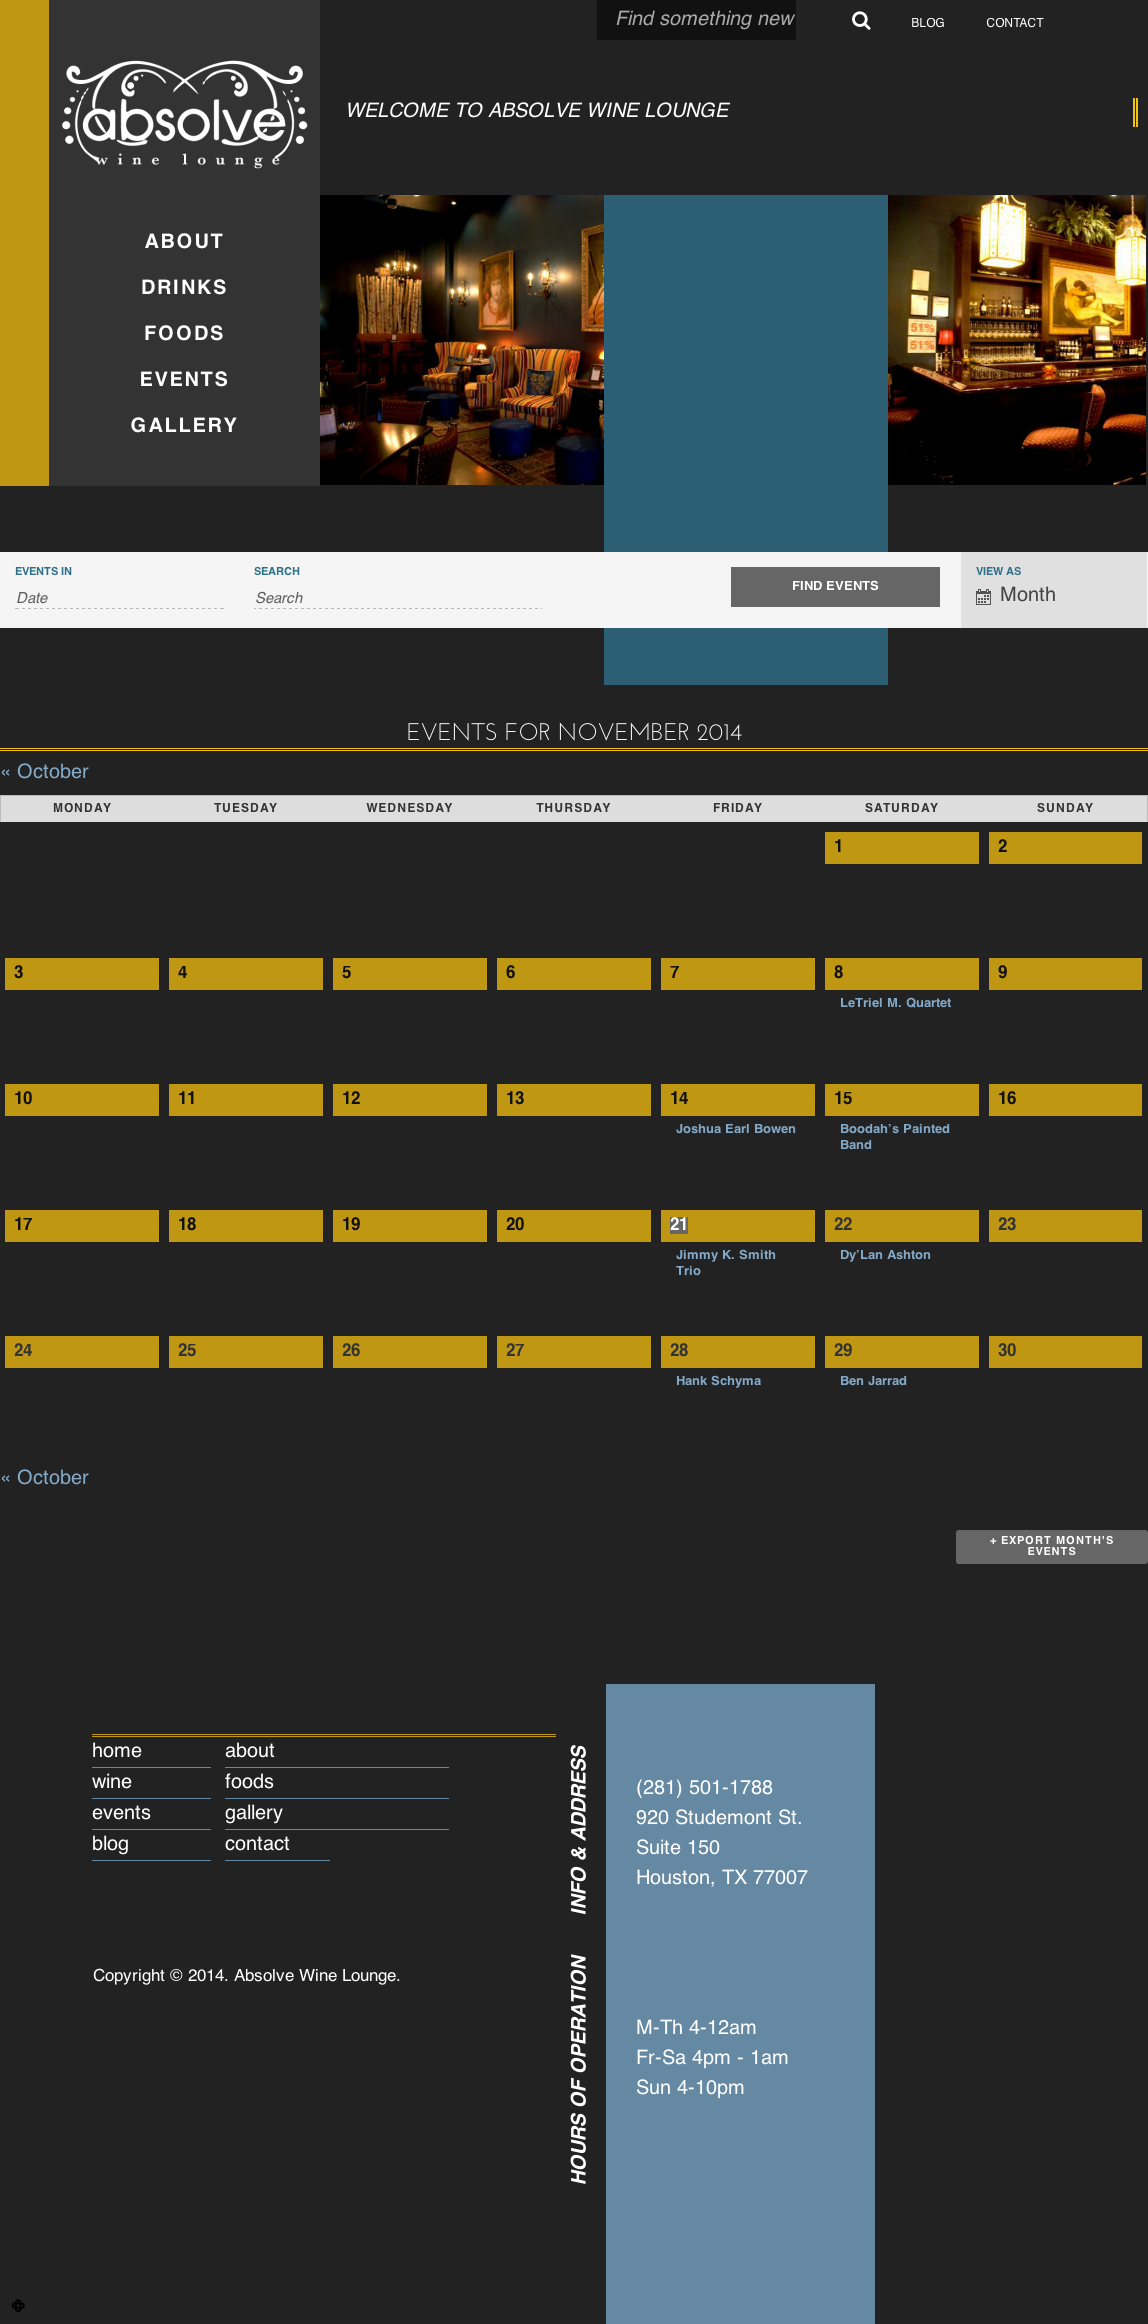 Find something new
BLOG
CONTACT
absolve
wine lounge
WELCOME TO ABSOLVE WINE LOUNGE
ABOUT
DRINKS
FOODS
EVENTS
GALLERY
51%
51%
EVENTS IN
Date
SEARCH
Search
FIND EVENTS
VIEW AS
Month
EVENTS FOR NOVEMBER 2014
« October
MONDAY TUESDAY WEDNESDAY THURSDAY FRIDAY SATURDAY SUNDAY
1 2
3 4 5 6 7 8 9
LeTriel M. Quartet
10 11 12 13 14 15 16
Joshua Earl Bowen
Boodah’s Painted
Band
17 18 19 20 21 22 23
Jimmy K. Smith
Trio
Dy’Lan Ashton
24 25 26 27 28 29 30
Hank Schyma
Ben Jarrad
« October
+ EXPORT MONTH'S
EVENTS
home
about
wine
foods
events
gallery
blog
contact
Copyright © 2014. Absolve Wine Lounge.
INFO & ADDRESS
(281) 501-1788
920 Studemont St.
Suite 150
Houston, TX 77007
HOURS OF OPERATION
M-Th 4-12am
Fr-Sa 4pm - 1am
Sun 4-10pm